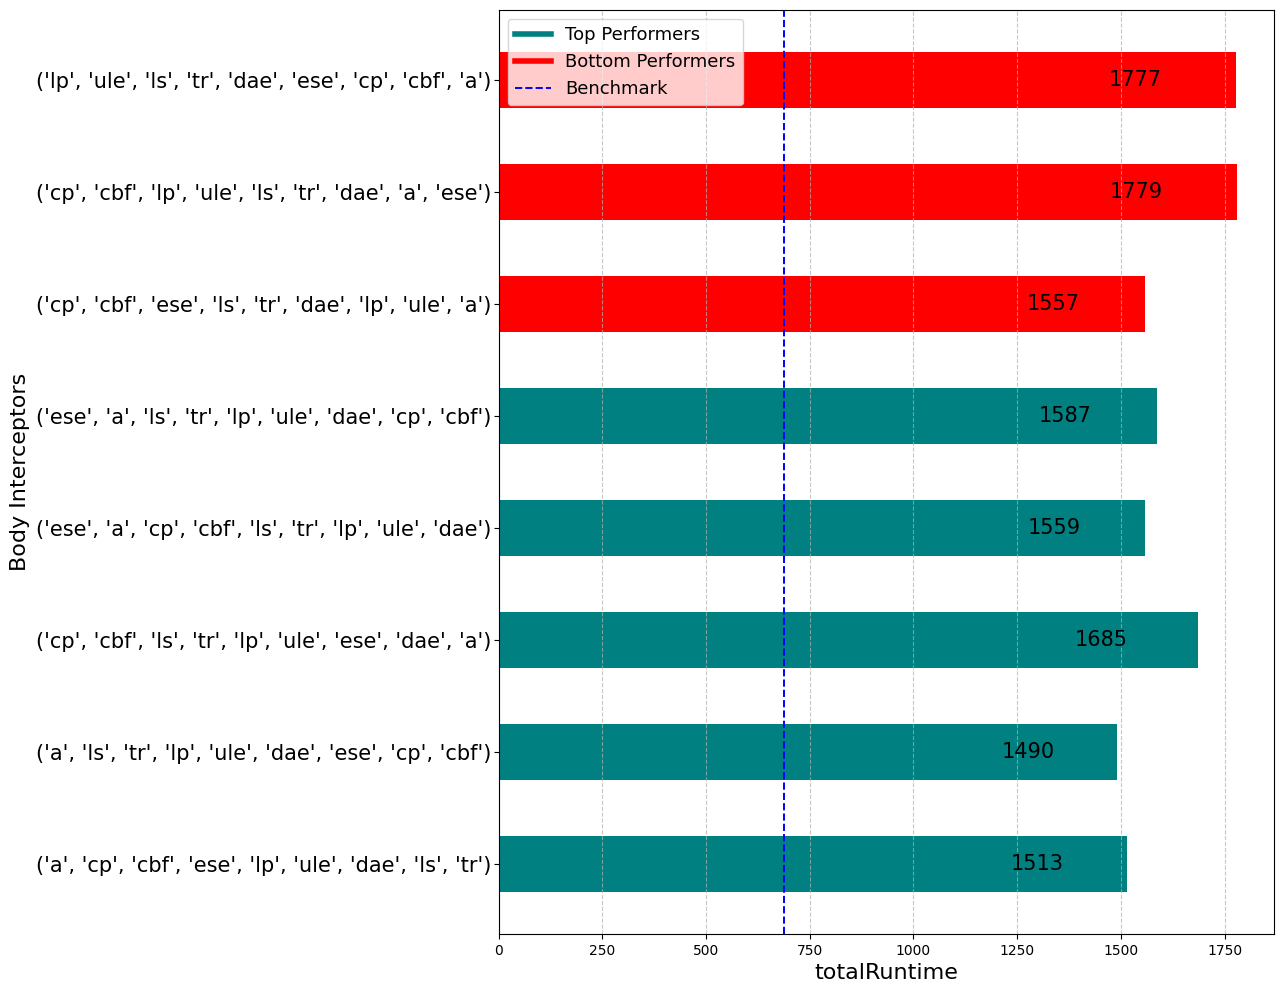 Top Performers
Bottom Performers
Benchmark
('lp', 'ule', 'ls', 'tr', 'dae', 'ese', 'cp', 'cbf', 'a')
1777
('cp', 'cbf', 'lp', 'ule', 'ls', 'tr', 'dae', 'a', 'ese')
1779
('cp', 'cbf', 'ese', 'ls', 'tr', 'dae', 'lp', 'ule', 'a')
1557
('ese', 'a', 'ls', 'tr', 'lp', 'ule', 'dae', 'cp', 'cbf')
1587
('ese', 'a', 'cp', 'cbf', 'ls', 'tr', 'lp', 'ule', 'dae')
1559
('cp', 'cbf', 'ls', 'tr', 'lp', 'ule', 'ese', 'dae', 'a')
1685
('a', 'ls', 'tr', 'lp', 'ule', 'dae', 'ese', 'cp', 'cbf')
1490
('a', 'cp', 'cbf', 'ese', 'lp', 'ule', 'dae', 'ls', 'tr')
1513
Body Interceptors
0 250 500 750 1000 1250 1500 1750
totalRuntime